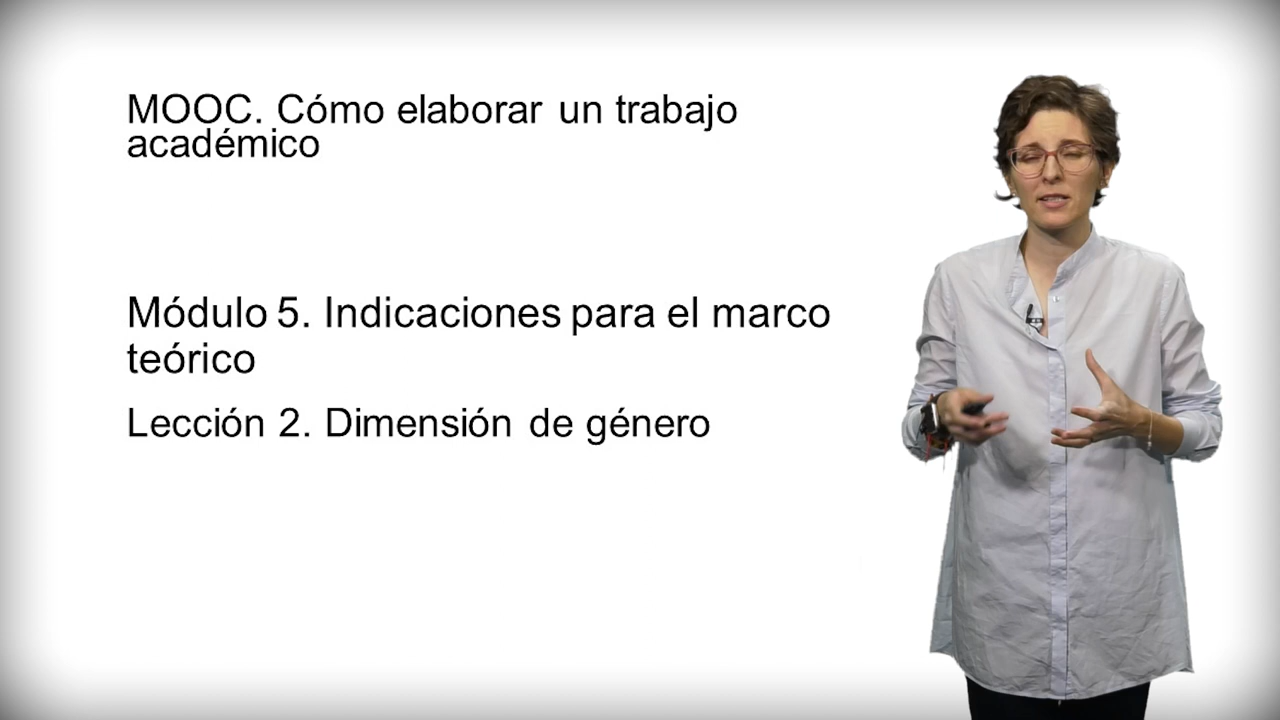 MOOC. Cómo elaborar un trabajo
académico
Módulo 5. Indicaciones para el marco
teórico
Lección 2. Dimensión de género